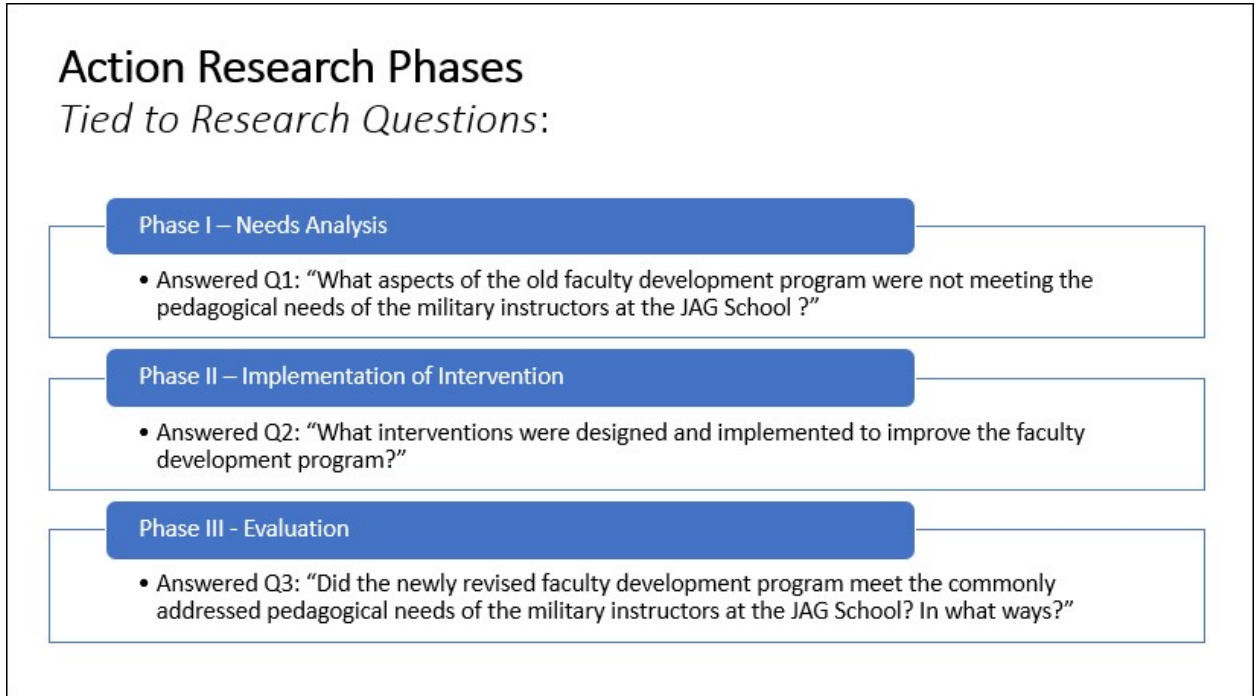 Action Research Phases
Tied to Research Questions:
Phase I – Needs Analysis
• Answered Q1: “What aspects of the old faculty development program were not meeting the
pedagogical needs of the military instructors at the JAG School ?”
Phase II – Implementation of Intervention
• Answered Q2: “What interventions were designed and implemented to improve the faculty
development program?”
Phase III - Evaluation
• Answered Q3: “Did the newly revised faculty development program meet the commonly
addressed pedagogical needs of the military instructors at the JAG School? In what ways?”